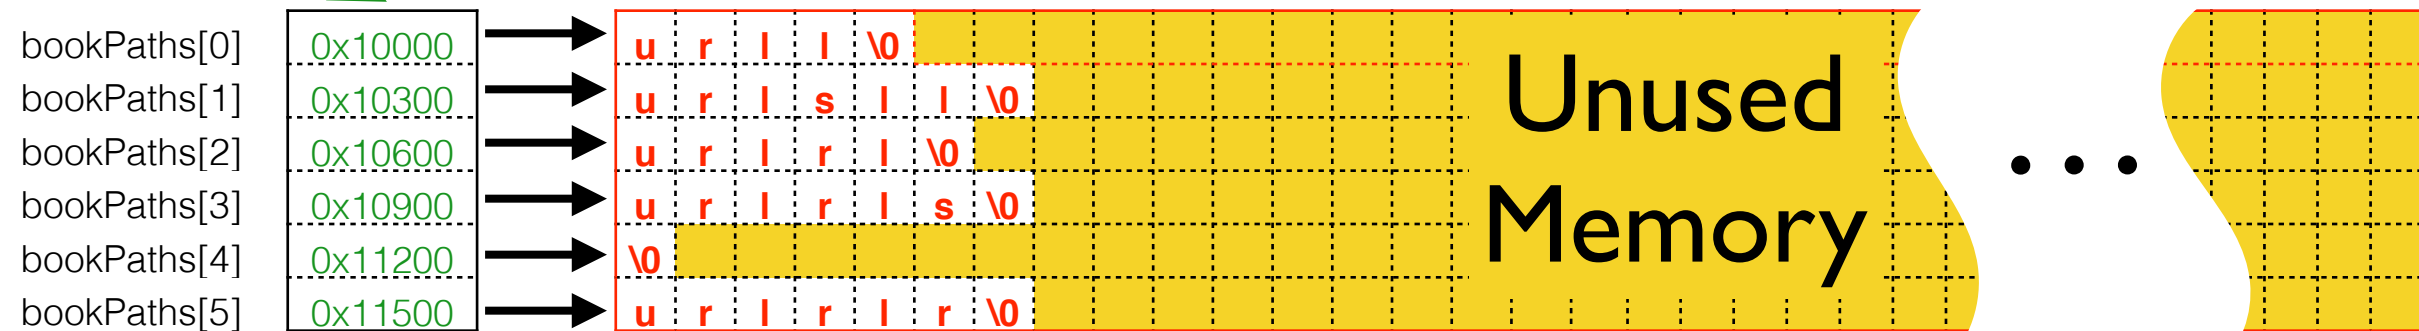 bookPaths[0] 0x10000 u r l l \0
bookPaths[1] 0x10300 u r l s l l \0
bookPaths[2] 0x10600 u r l r l \0
bookPaths[3] 0x10900 u r l r l s \0
bookPaths[4] 0x11200 \0
bookPaths[5] 0x11500 u r l r l r \0
Unused
Memory
• • •